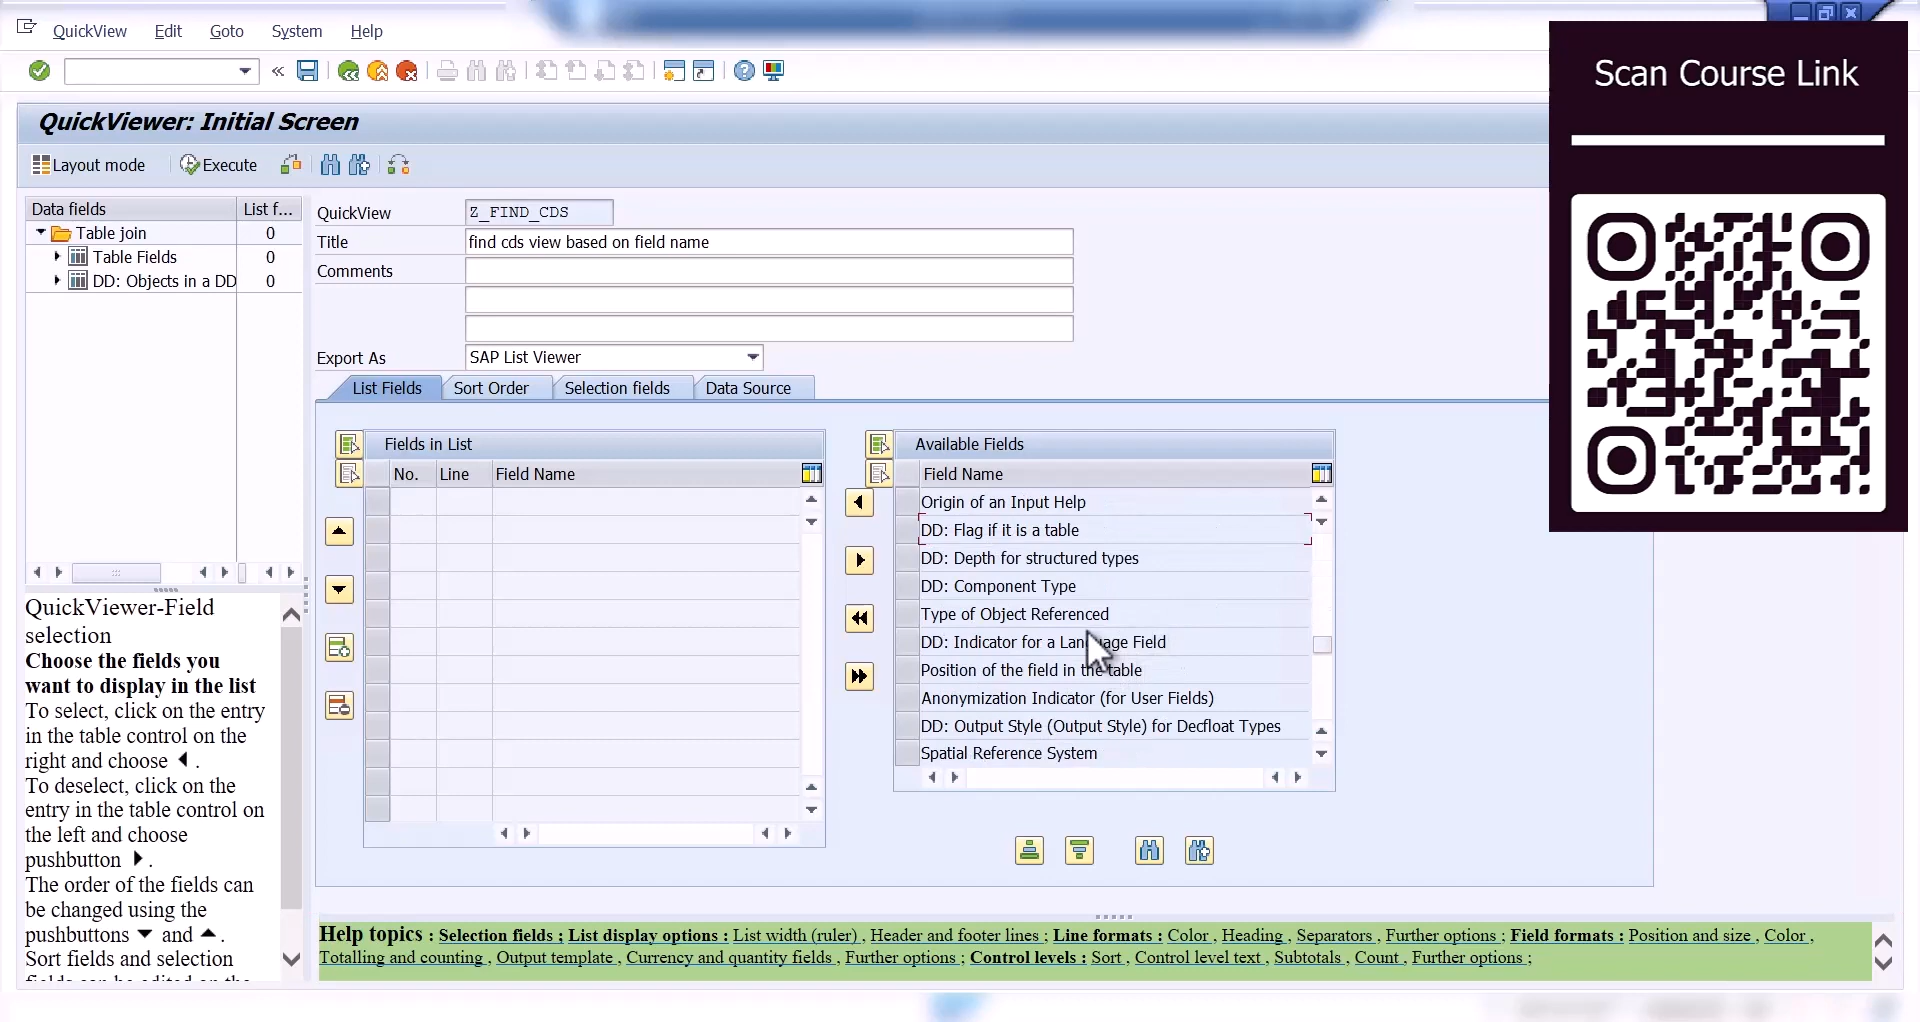 QuickView Edit Goto System Help
Scan Course Link
«
QuickViewer: Initial Screen
Layout mode Execute
Data fields List f...
Table join 0
Table Fields 0
DD: Objects in a DD 0
QuickView Z_FIND_CDS
Title find cds view based on field name
Comments
Export As SAP List Viewer
List Fields Sort Order Selection fields Data Source
Fields in List
No. Line Field Name
Available Fields
Field Name
Origin of an Input Help
DD: Flag if it is a table
DD: Depth for structured types
DD: Component Type
Type of Object Referenced
DD: Indicator for a Language Field
Position of the field in the table
Anonymization Indicator (for User Fields)
DD: Output Style (Output Style) for Decfloat Types
Spatial Reference System
QuickViewer-Field
selection
Choose the fields you
want to display in the list
To select, click on the entry
in the table control on the
right and choose .
To deselect, click on the
entry in the table control on
the left and choose
pushbutton .
The order of the fields can
be changed using the
pushbuttons and .
Sort fields and selection
fields can be edited on the
Help topics : Selection fields ; List display options : List width (ruler) , Header and footer lines ; Line formats : Color , Heading , Separators , Further options ; Field formats : Position and size , Color ,
Totalling and counting , Output template , Currency and quantity fields , Further options ; Control levels : Sort , Control level text , Subtotals , Count , Further options ;